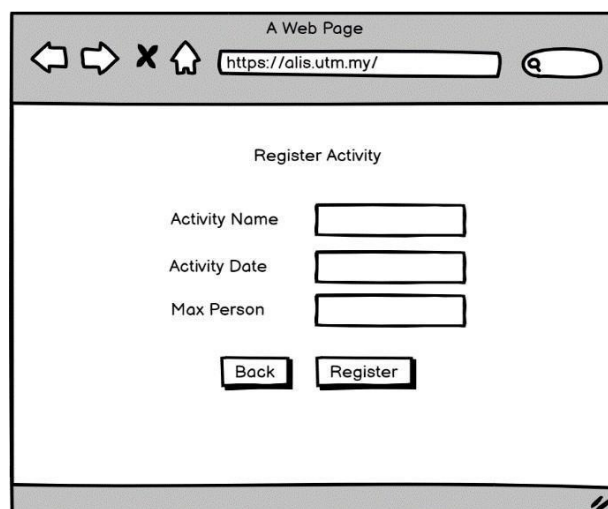 A Web Page
https://alis.utm.my/
Register Activity
Activity Name
Activity Date
Max Person
Back Register